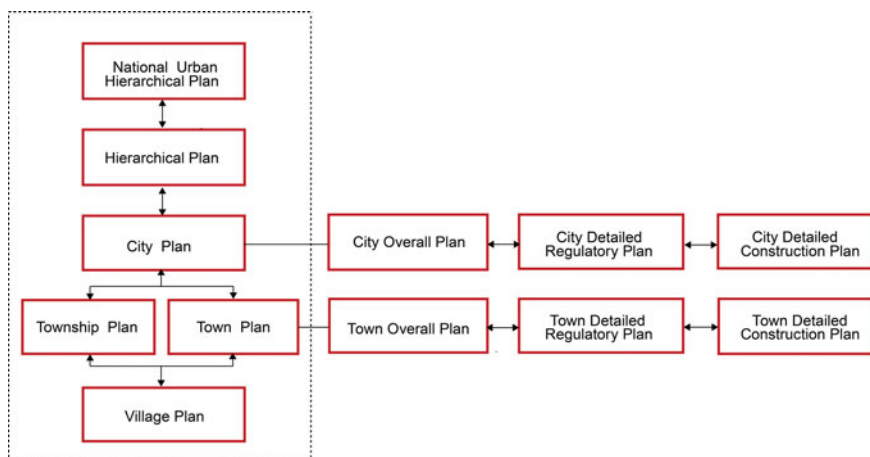 National Urban
Hierarchical Plan
Hierarchical Plan
City Plan
City Overall Plan
City Detailed
Regulatory Plan
City Detailed
Construction Plan
Township Plan
Town Plan
Town Overall Plan
Town Detailed
Regulatory Plan
Town Detailed
Construction Plan
Village Plan